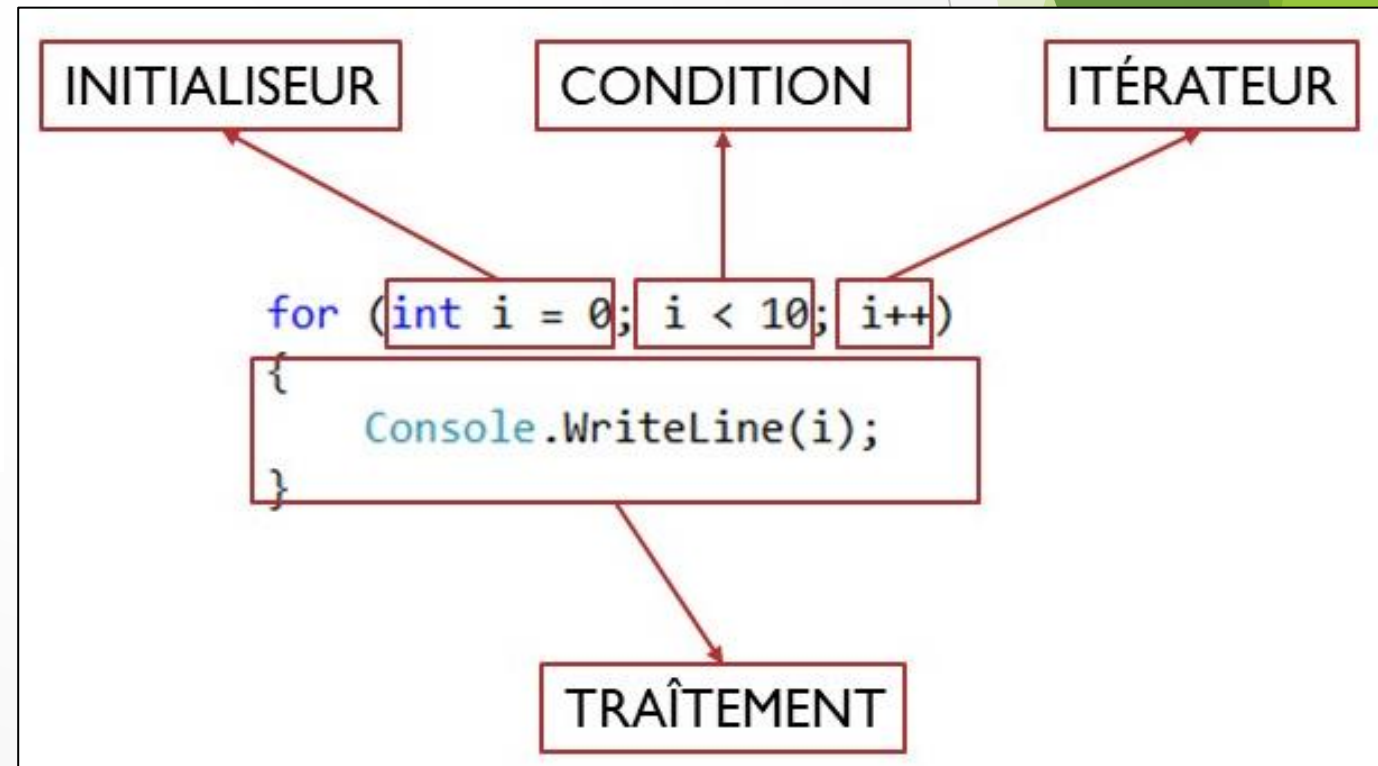 INITIALISEUR
CONDITION
ITÉRATEUR
for (int i = 0; i < 10; i++)
{
Console.WriteLine(i);
}
TRAÎTEMENT